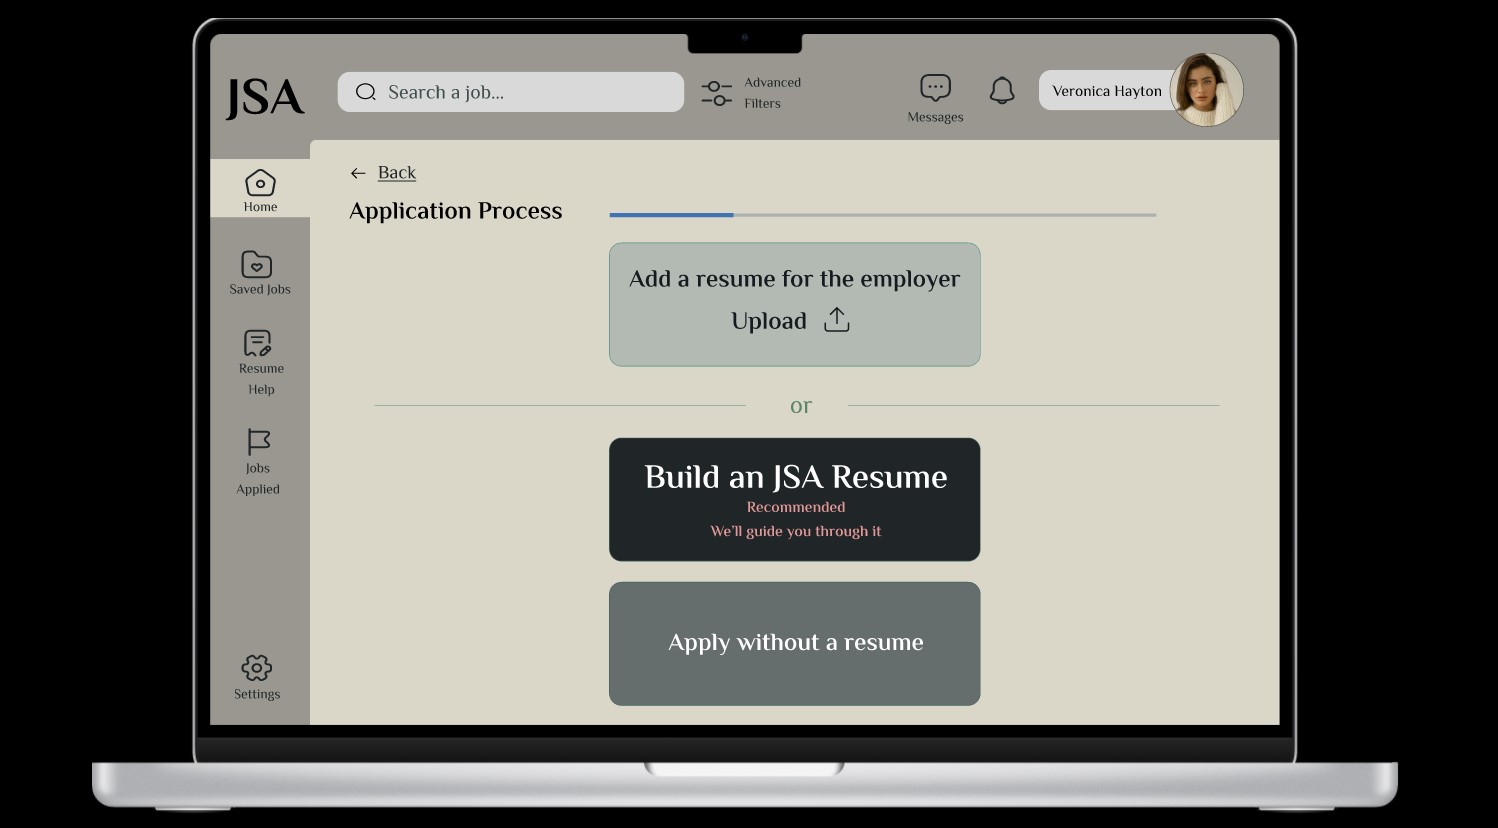 JSA
Search a job...
Advanced
Filters
Messages
Veronica Hayton
Home
Saved Jobs
Resume
Help
Jobs
Applied
Settings
Back
Application Process
Add a resume for the employer
Upload
or
Build an JSA Resume
Recommended
We'll guide you through it
Apply without a resume